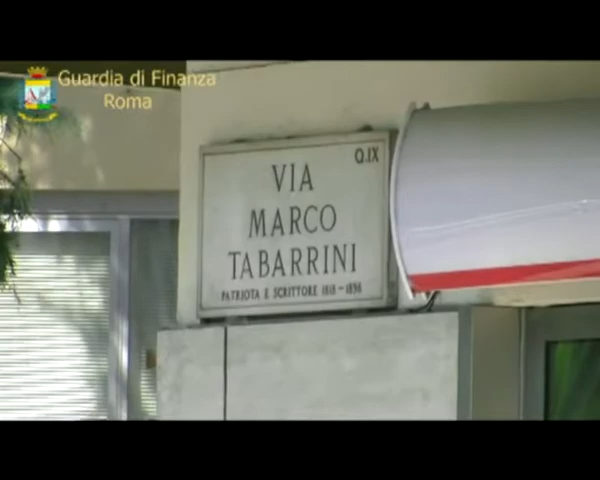 Guardia di Finanza
Roma
Q.IX
VIA
MARCO
TABARRINI
PATRIOTA E SCRITTORE 1818 - 1898